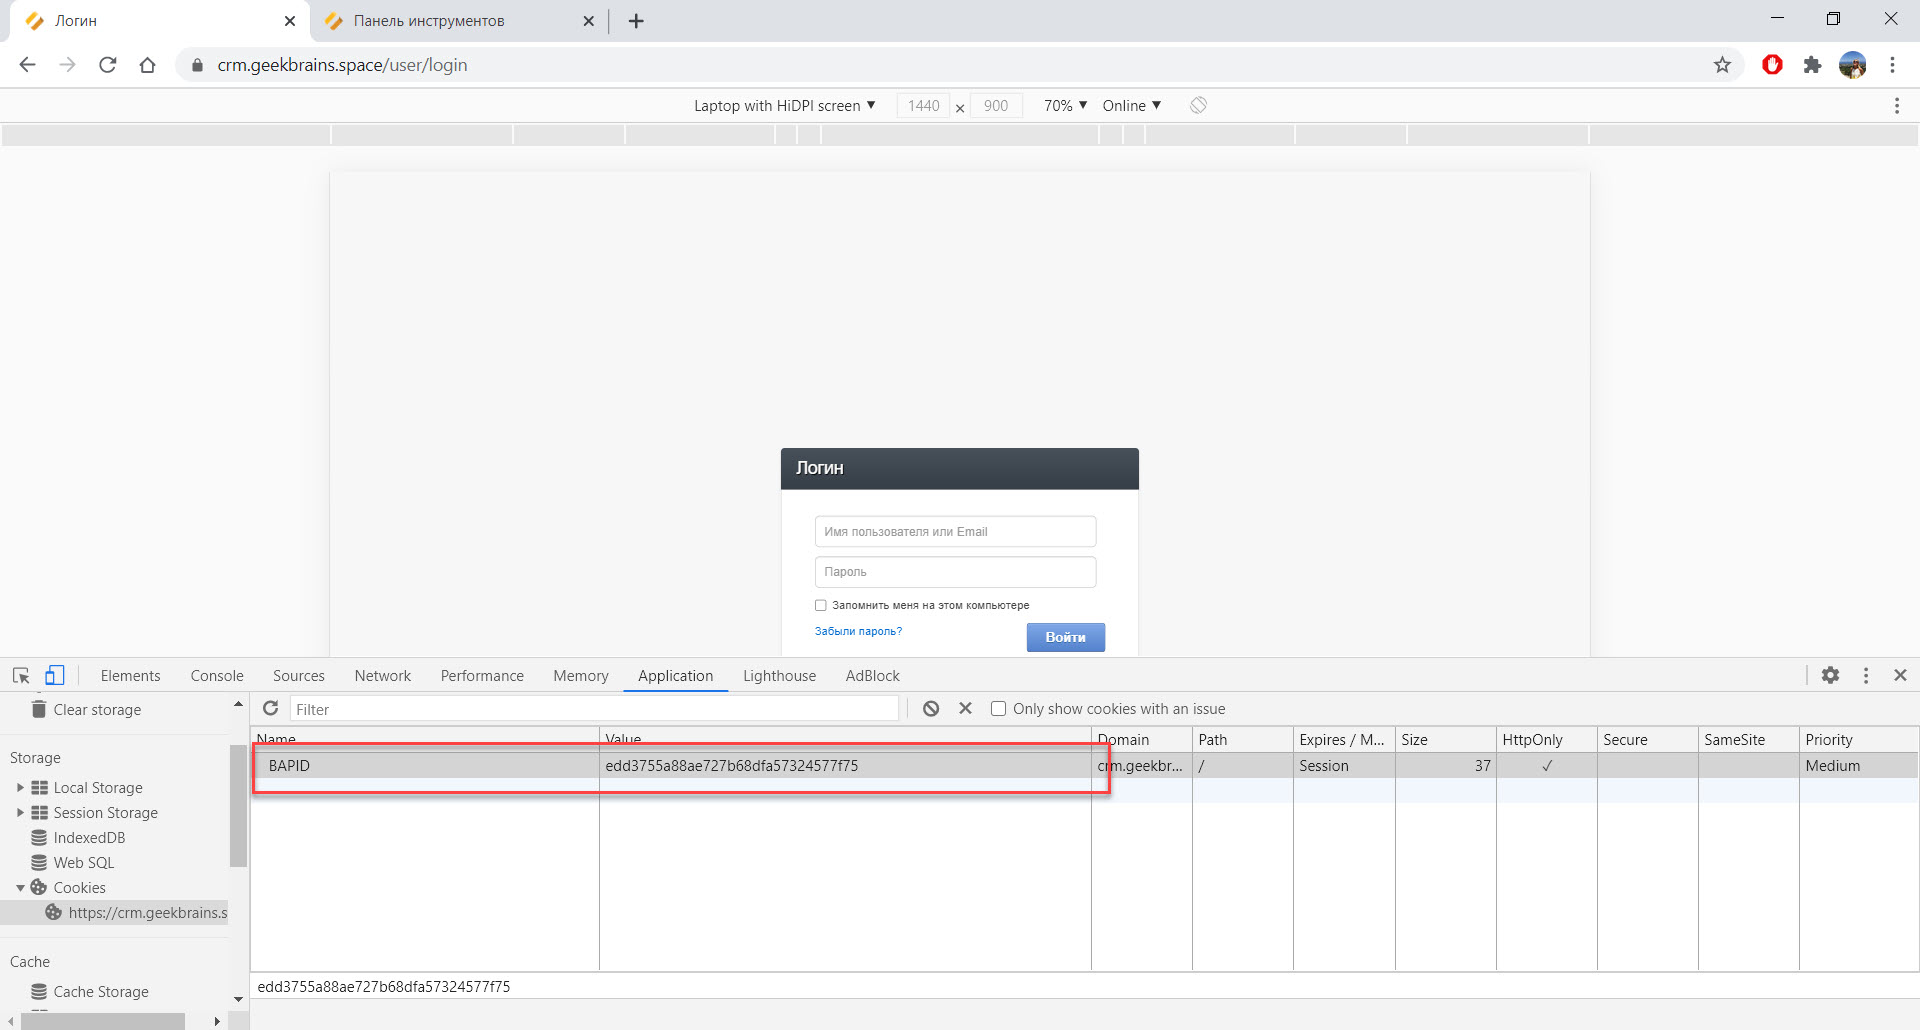 Логин
Панель инструментов
crm.geekbrains.space/user/login
Laptop with HiDPI screen ▼ 1440 × 900 70% ▼ Online ▼
Логин
Имя пользователя или Email
Пароль
Запомнить меня на этом компьютере
Забыли пароль?
Войти
Elements Console Sources Network Performance Memory Application Lighthouse AdBlock
Clear storage
Filter
Only show cookies with an issue
Storage
Local Storage
Session Storage
IndexedDB
Web SQL
Cookies
https://crm.geekbrains.s
Cache
Cache Storage
Name Value Domain Path Expires / M... Size HttpOnly Secure SameSite Priority
BAPID edd3755a88ae727b68dfa57324577f75 crm.geekbr... / Session 37 ✓ Medium
edd3755a88ae727b68dfa57324577f75